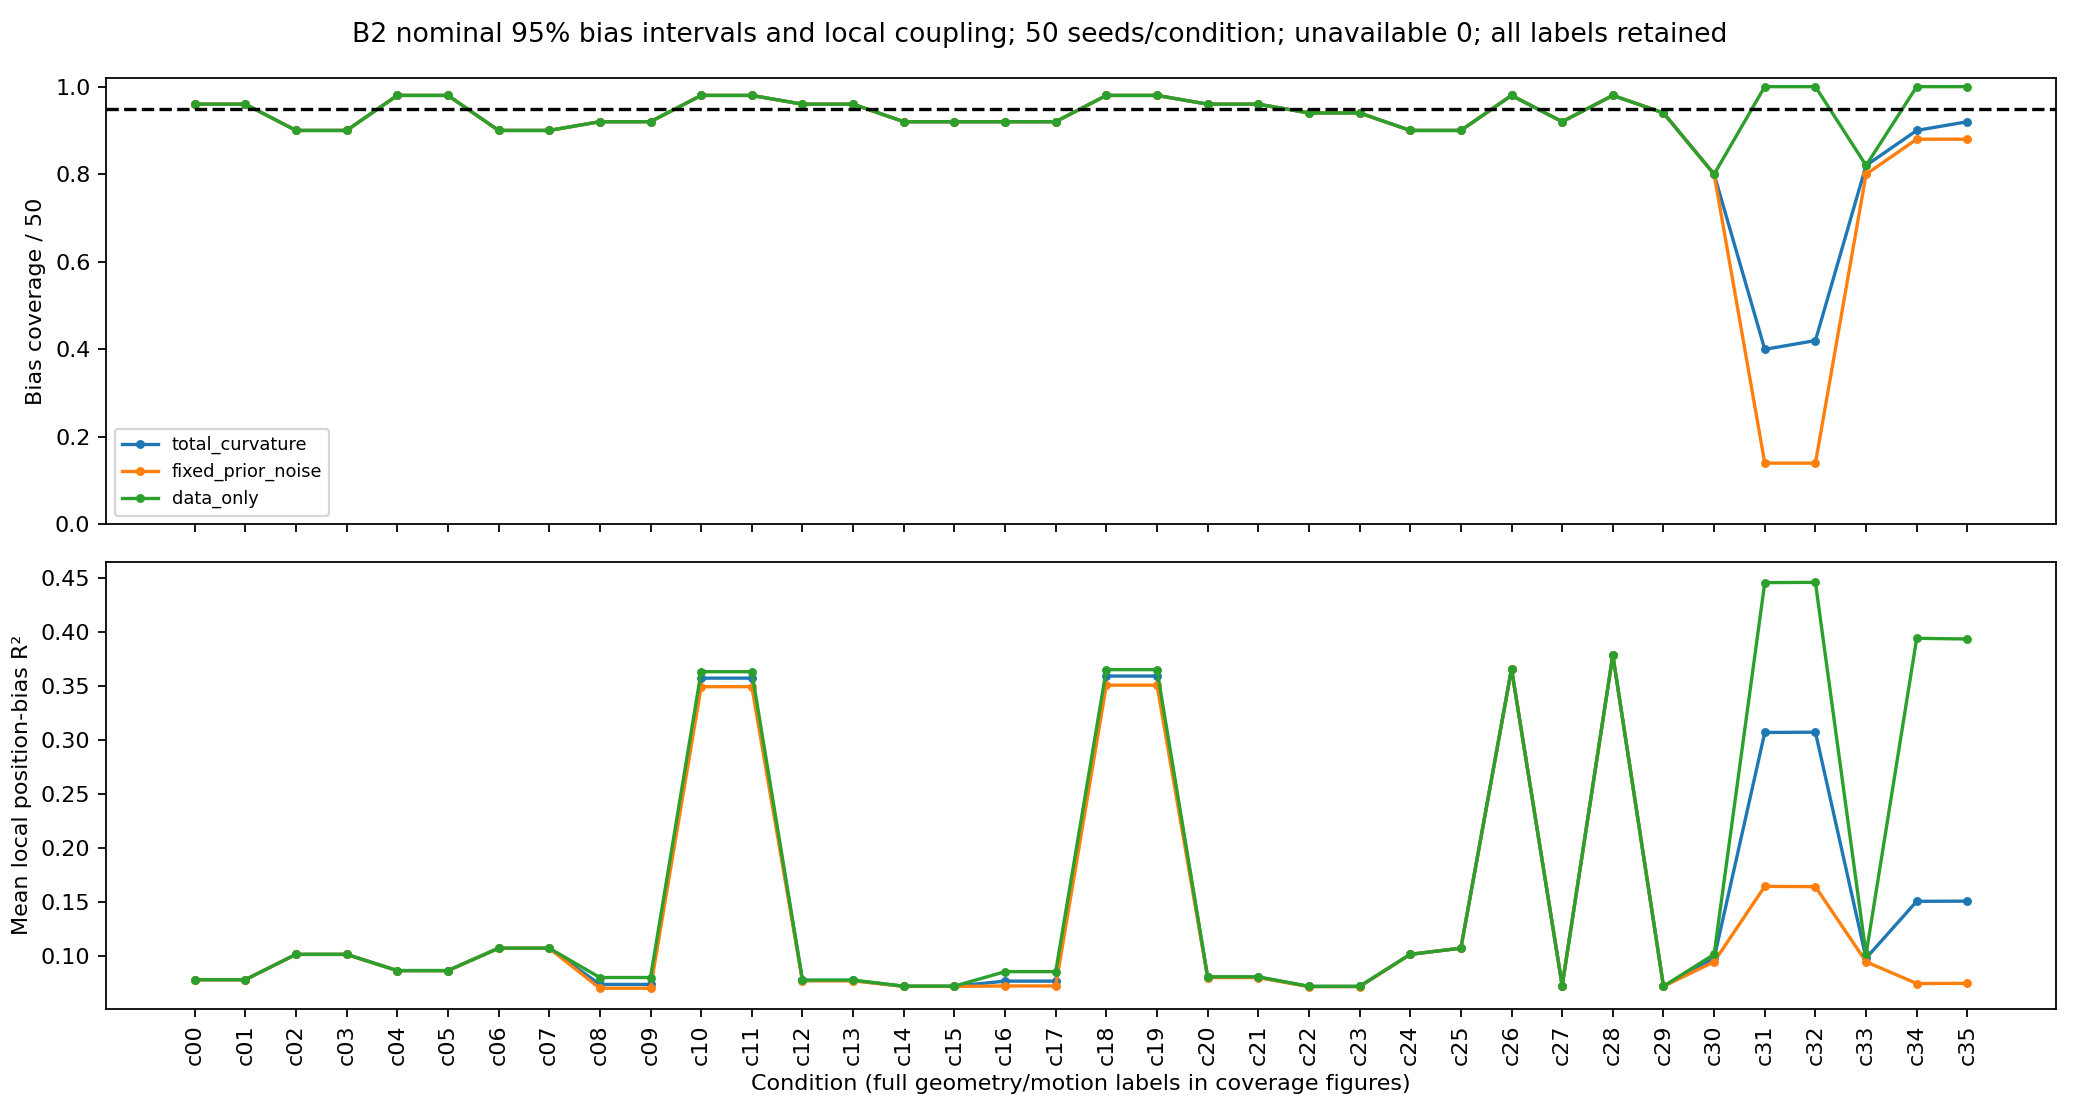 B2 nominal 95% bias intervals and local coupling; 50 seeds/condition; unavailable 0; all labels retained
Bias coverage / 50
1.0
0.8
0.6
0.4
0.2
0.0
total_curvature
fixed_prior_noise
data_only
Mean local position-bias R²
0.45
0.40
0.35
0.30
0.25
0.20
0.15
0.10
c00
c01
c02
c03
c04
c05
c06
c07
c08
c09
c10
c11
c12
c13
c14
c15
c16
c17
c18
c19
c20
c21
c22
c23
c24
c25
c26
c27
c28
c29
c30
c31
c32
c33
c34
c35
Condition (full geometry/motion labels in coverage figures)